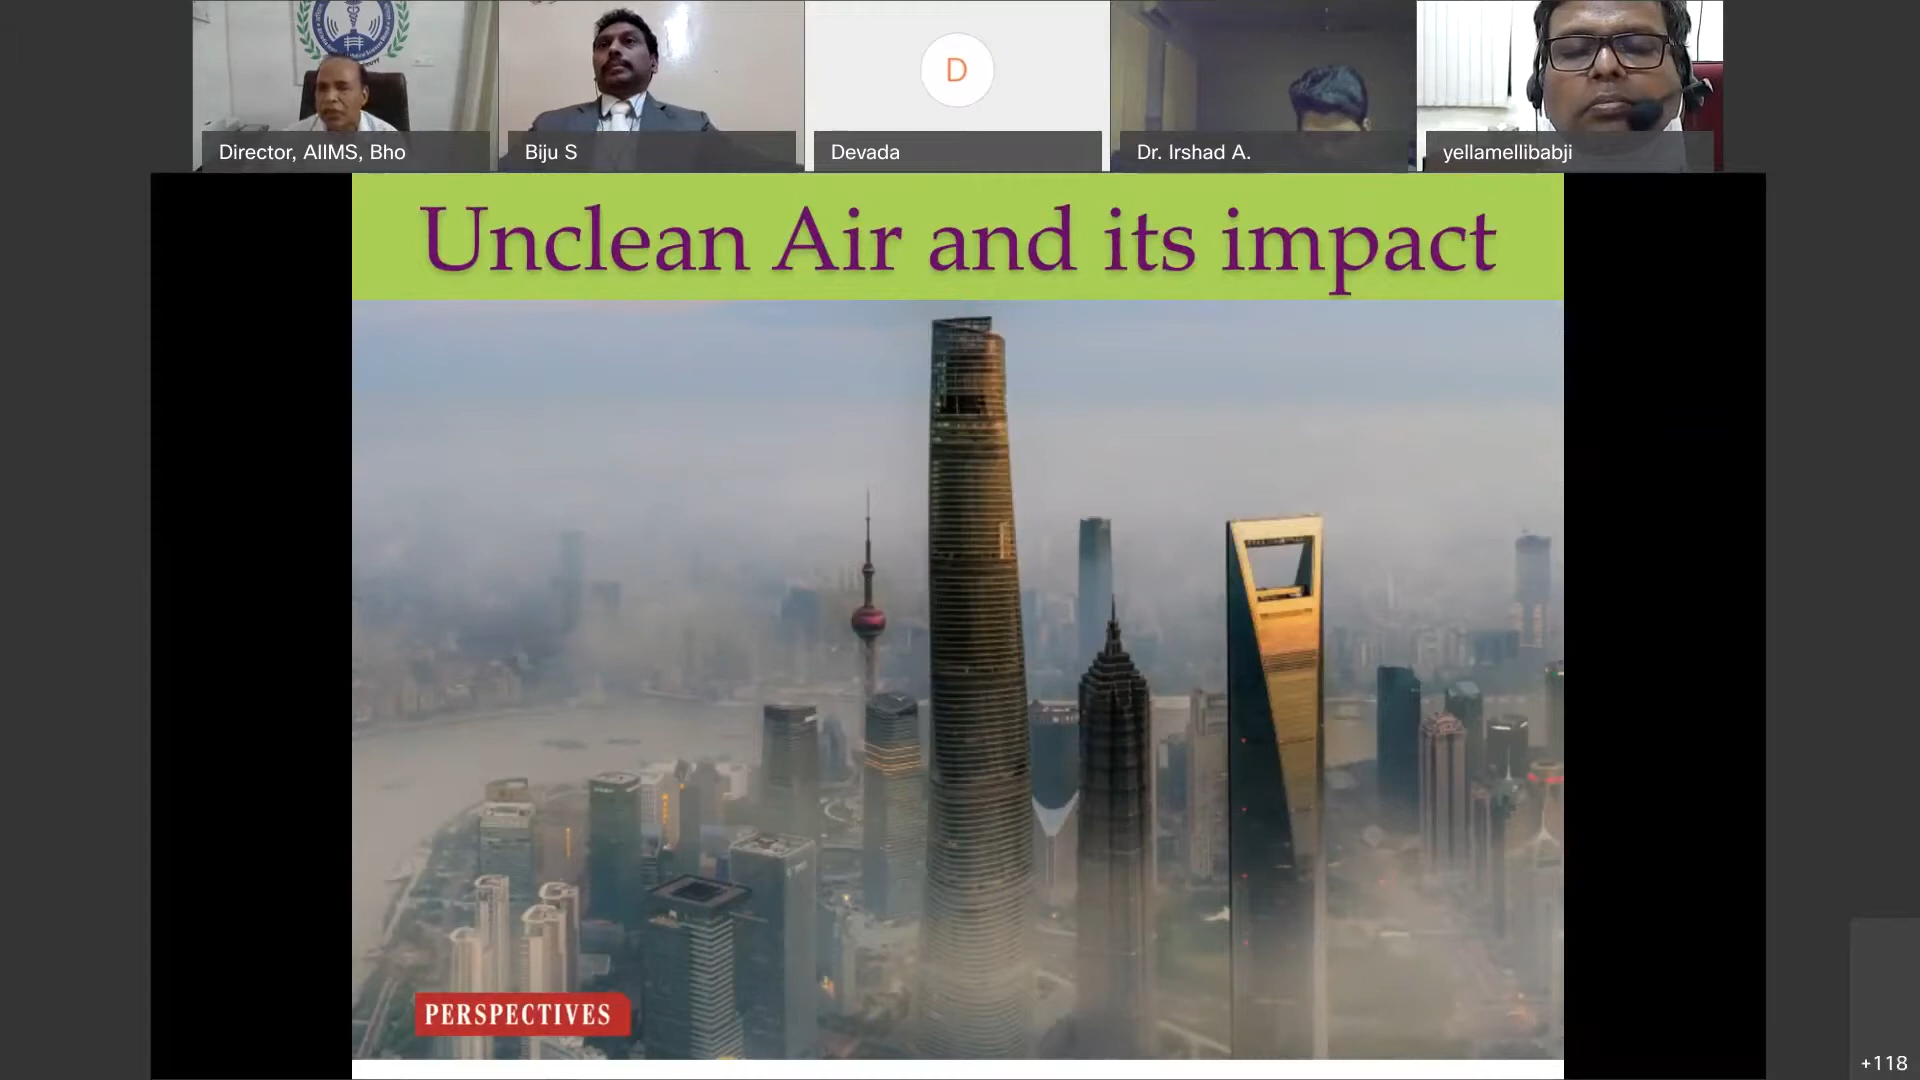 Director, AIIMS, Bho
Biju S
D
Devada
Dr. Irshad A.
yellamellibabji
Unclean Air and its impact
PERSPECTIVES
+118